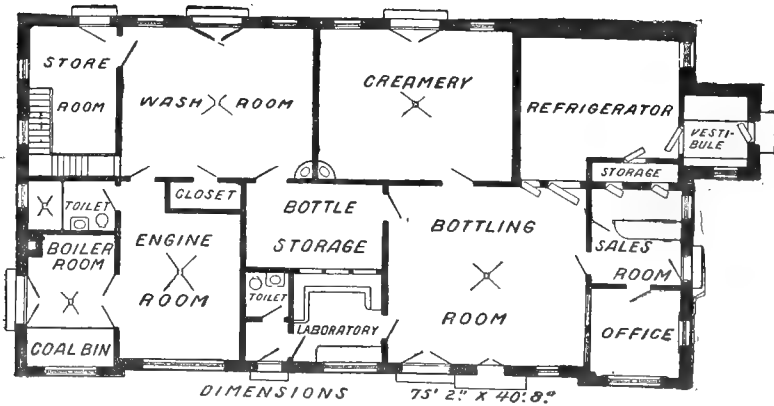 STORE
ROOM
WASH ROOM
CREAMERY
REFRIGERATOR
VESTI-
BULE
STORAGE
TOILET
CLOSET
BOTTLE
STORAGE
BOTTLING
ROOM
SALES
ROOM
ENGINE
ROOM
BOILER
ROOM
TOILET
LABORATORY
OFFICE
COAL BIN
DIMENSIONS 75' 2" X 40'.8"